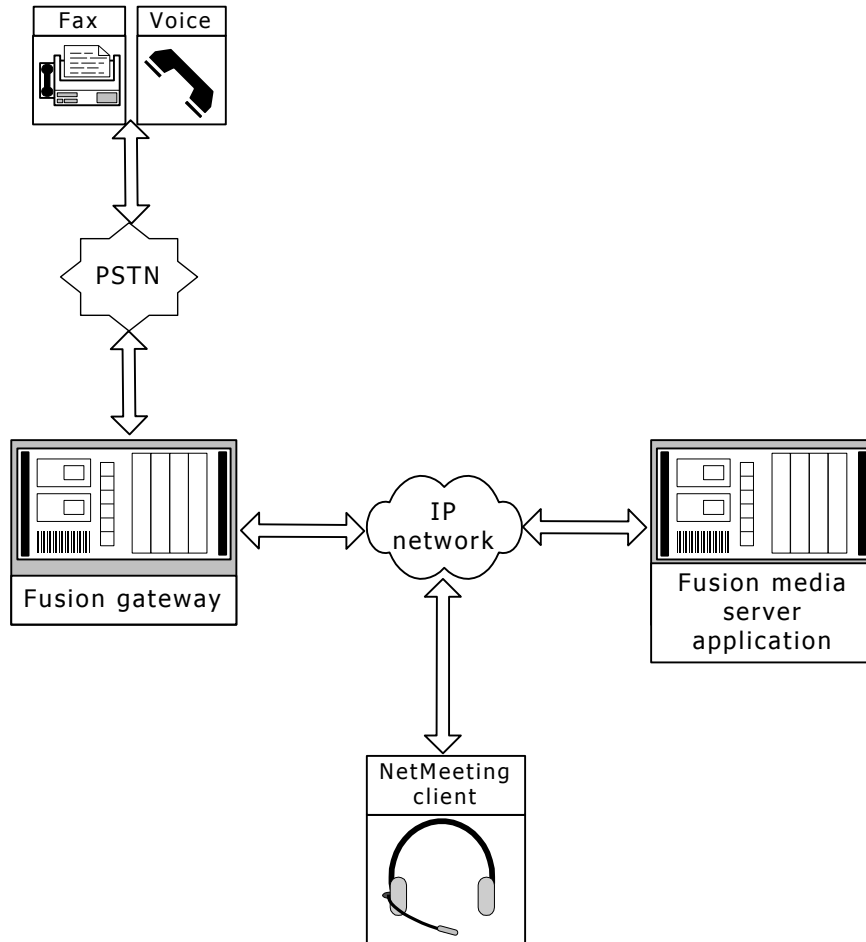 Fax
Voice
PSTN
IP
network
Fusion gateway
Fusion media
server
application
NetMeeting
client